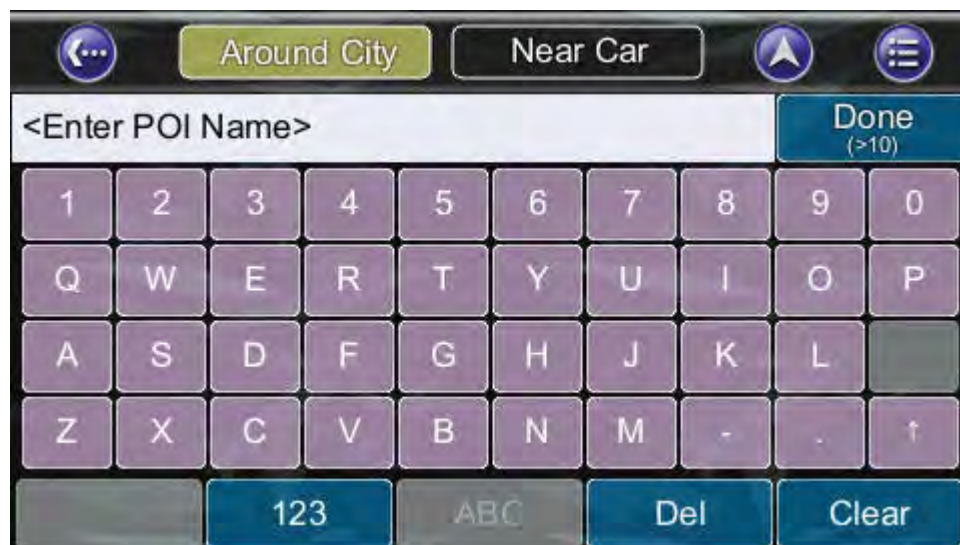 Around City Near Car
<Enter POI Name> Done
(>10)
1 2 3 4 5 6 7 8 9 0
Q W E R T Y U I O P
A S D F G H J K L
Z X C V B N M - . ↑
123 ABC Del Clear